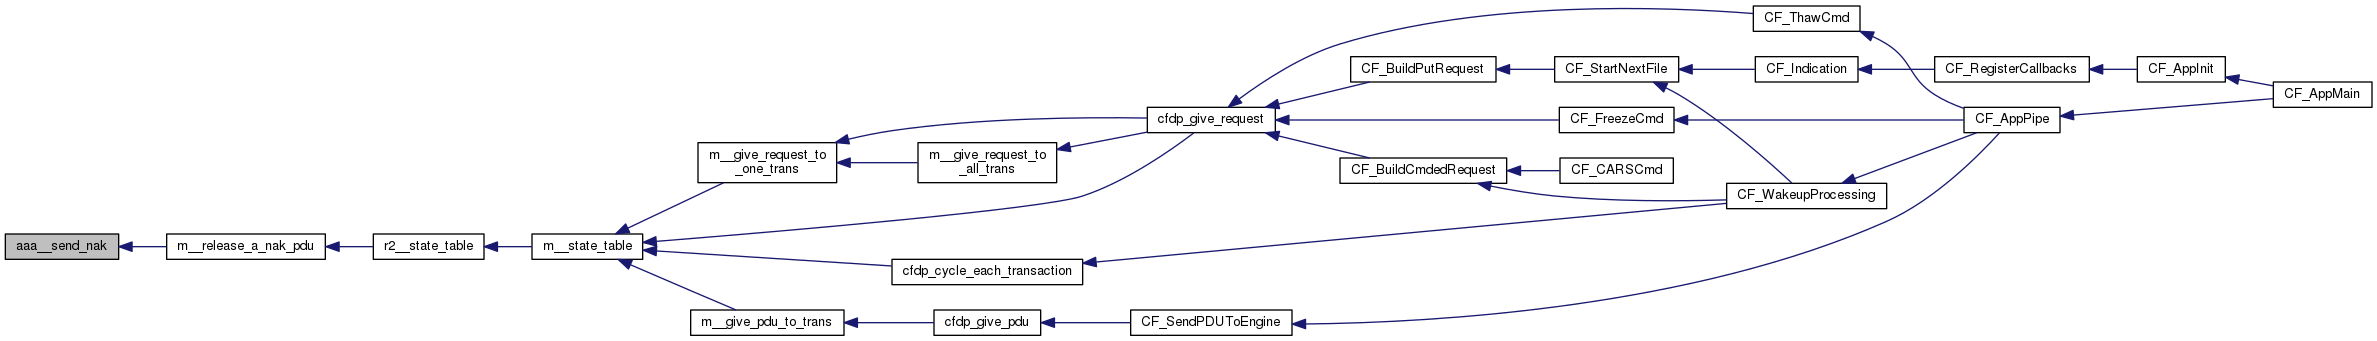 aaa__send_nak
m__release_a_nak_pdu
r2__state_table
m__state_table
m__give_request_to
_one_trans
m__give_request_to
_all_trans
cfdp_give_request
cfdp_cycle_each_transaction
m__give_pdu_to_trans
cfdp_give_pdu
CF_SendPDUToEngine
CF_ThawCmd
CF_BuildPutRequest
CF_StartNextFile
CF_Indication
CF_RegisterCallbacks
CF_AppInit
CF_AppMain
CF_FreezeCmd
CF_AppPipe
CF_BuildCmdedRequest
CF_CARSCmd
CF_WakeupProcessing